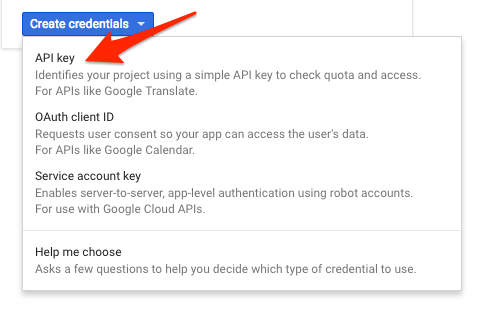 Create credentials
API key
Identifies your project using a simple API key to check quota and access.
For APIs like Google Translate.
OAuth client ID
Requests user consent so your app can access the user's data.
For APIs like Google Calendar.
Service account key
Enables server-to-server, app-level authentication using robot accounts.
For use with Google Cloud APIs.
Help me choose
Asks a few questions to help you decide which type of credential to use.